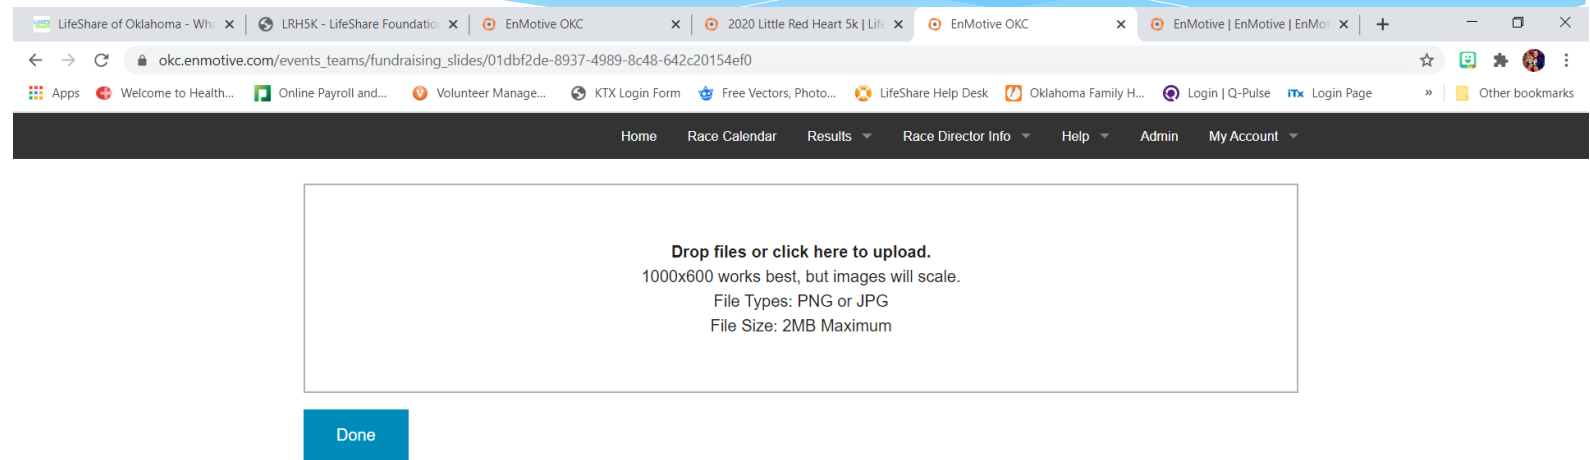 LifeShare of Oklahoma - Who
LRH5K - LifeShare Foundation
EnMotive OKC
2020 Little Red Heart 5k | Life
EnMotive OKC
EnMotive | EnMotive | EnMot
okc.enmotive.com/events_teams/fundraising_slides/01dbf2de-8937-4989-8c48-642c20154ef0
Apps Welcome to Health... Online Payroll and... Volunteer Manage... KTX Login Form Free Vectors, Photo... LifeShare Help Desk Oklahoma Family H... Login | Q-Pulse iTx Login Page » Other bookmarks
Home Race Calendar Results Race Director Info Help Admin My Account
Drop files or click here to upload.
1000x600 works best, but images will scale.
File Types: PNG or JPG
File Size: 2MB Maximum
Done